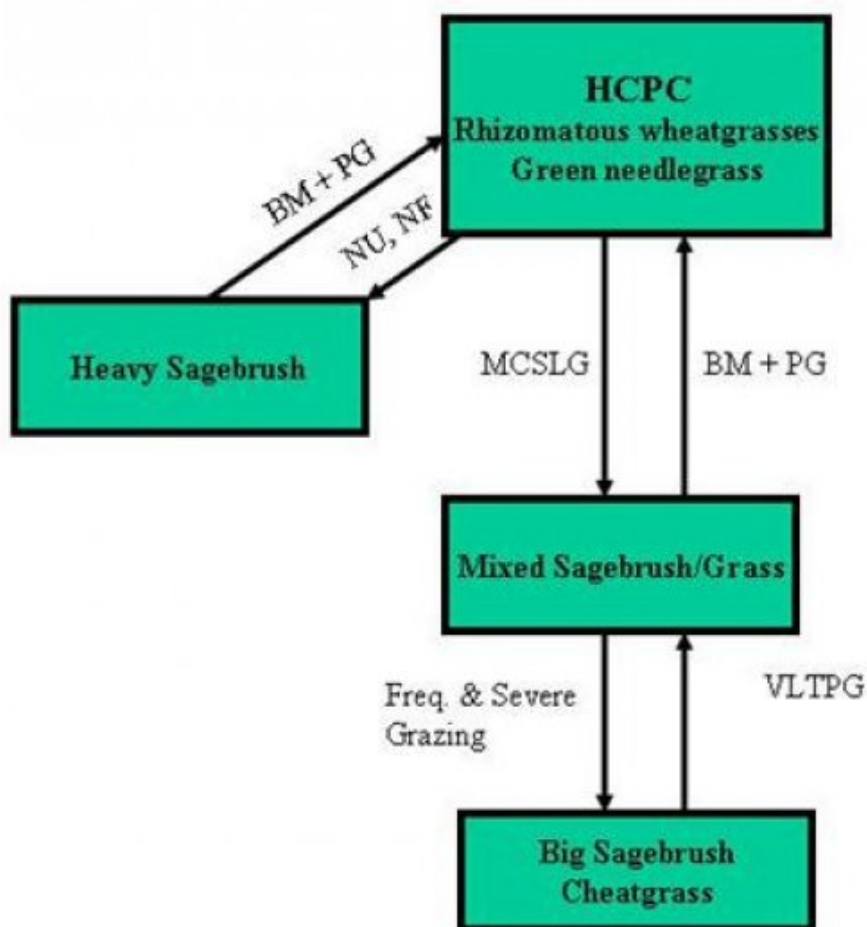 HCPC
Rhizomatous wheatgrasses
Green needlegrass
BM + PG
NU, NF
Heavy Sagebrush
MCSLG
BM + PG
Mixed Sagebrush/Grass
Freq. & Severe
Grazing
VLTPG
Big Sagebrush
Cheatgrass